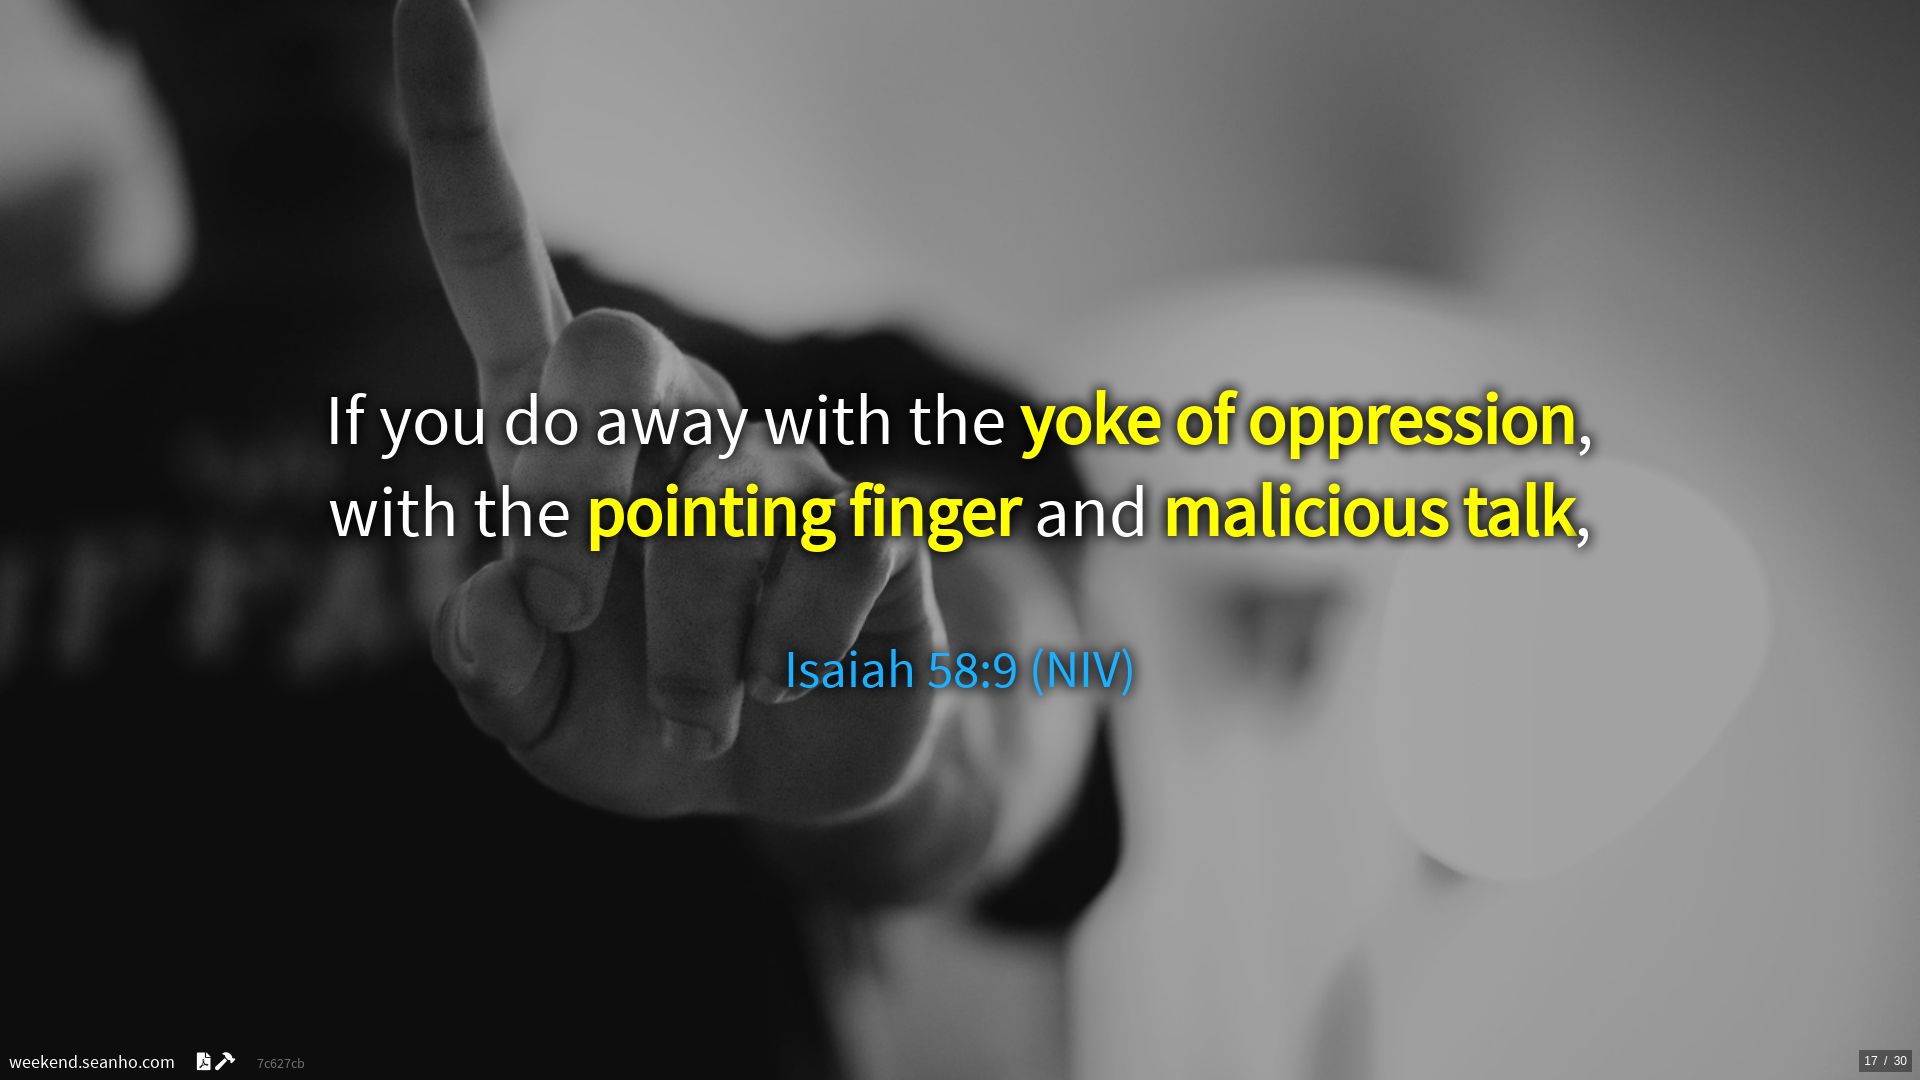 If you do away with the yoke of oppression,
with the pointing finger and malicious talk,
Isaiah 58:9 (NIV)
weekend.seanho.com 7c627cb
17 / 30